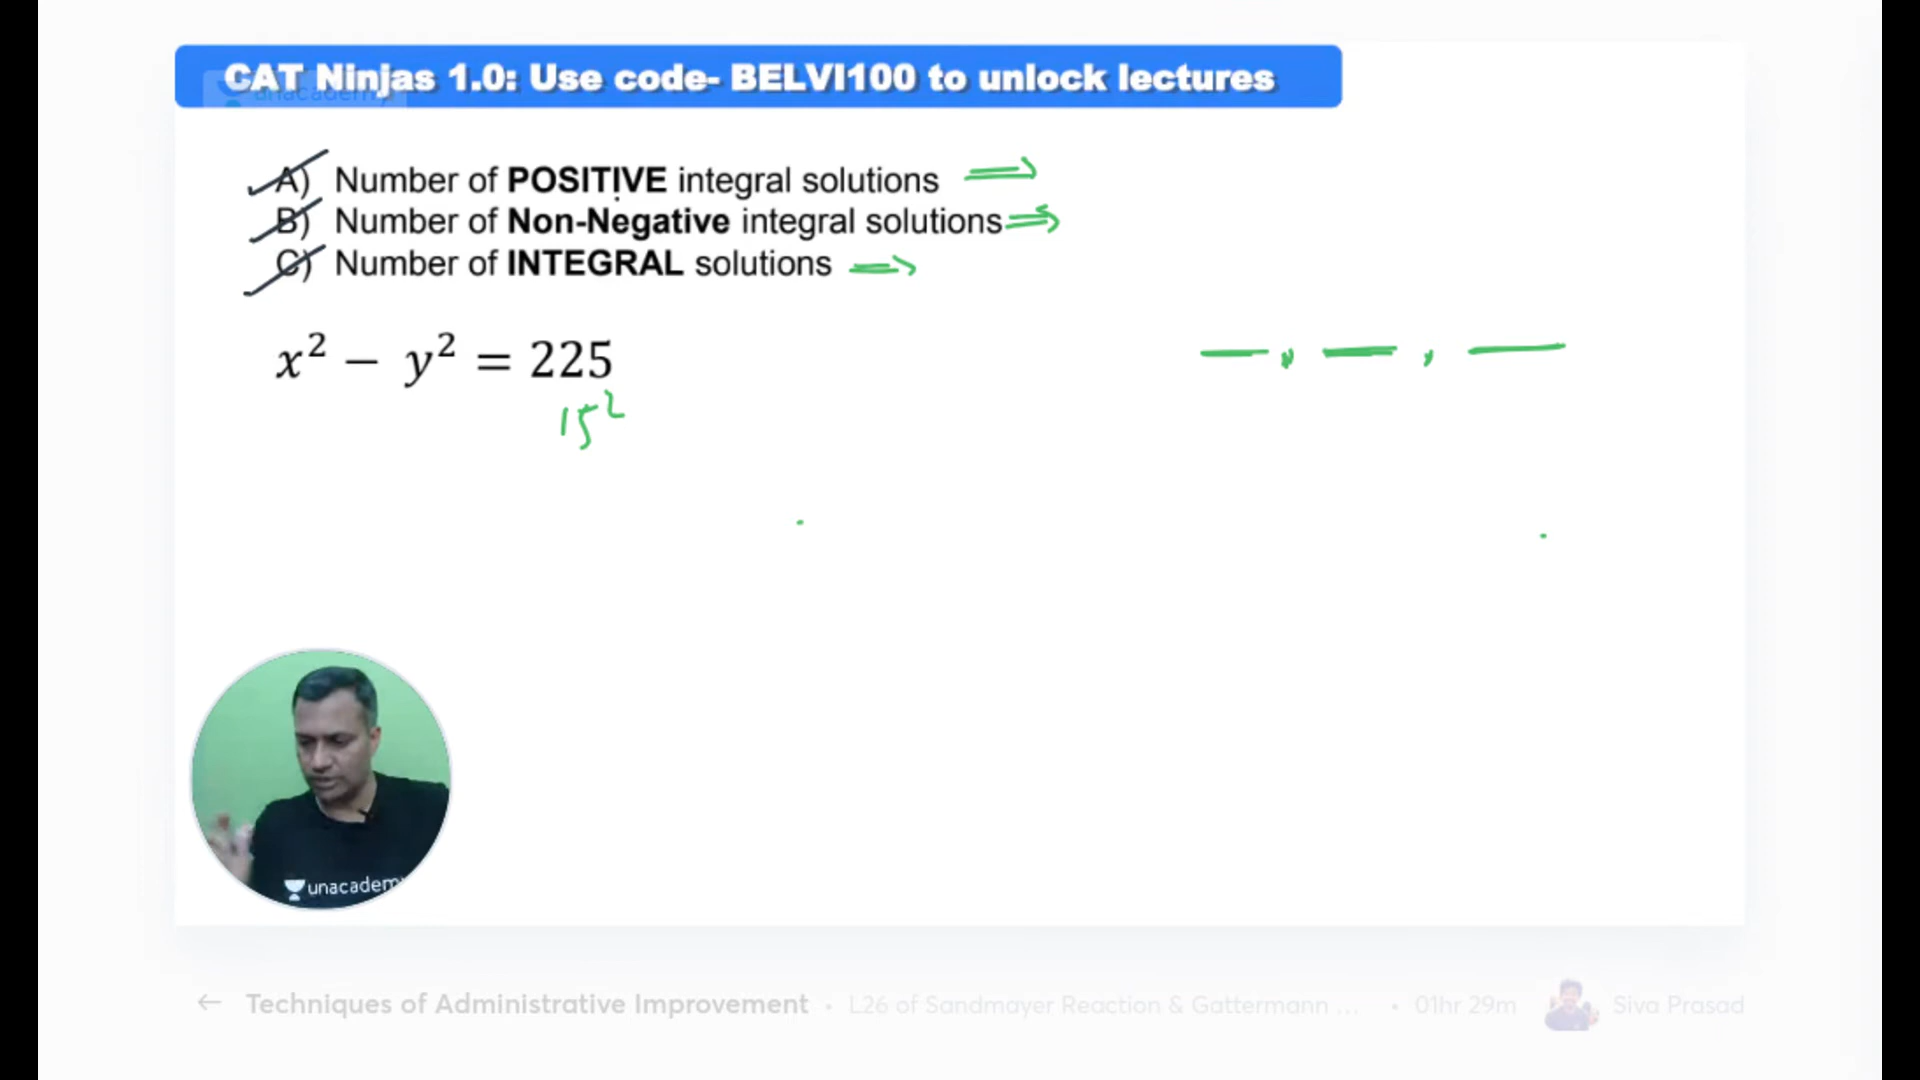 CAT Ninjas 1.0: Use code- BELVI100 to unlock lectures
unacademy
A) Number of POSITIVE integral solutions
B) Number of Non-Negative integral solutions
C) Number of INTEGRAL solutions
x² − y² = 225
15²
unacademy
← Techniques of Administrative Improvement • L26 of Sandmayer Reaction & Gattermann ... • 01hr 29m Siva Prasad